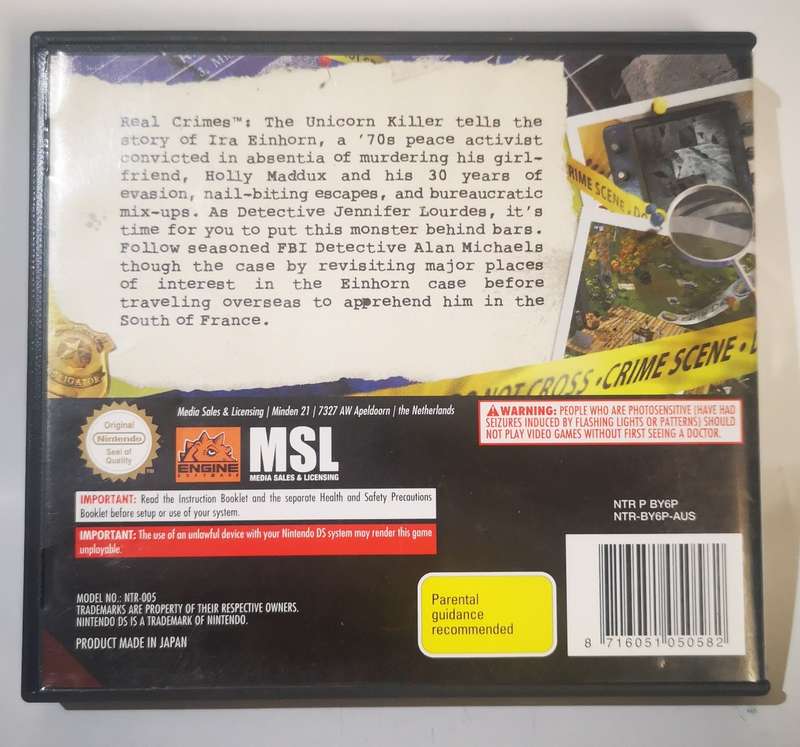 Real Crimes™: The Unicorn Killer tells the
story of Ira Einhorn, a '70s peace activist
convicted in absentia of murdering his girl-
friend, Holly Maddux and his 30 years of
evasion, nail-biting escapes, and bureaucratic
mix-ups. As Detective Jennifer Lourdes, it's
time for you to put this monster behind bars.
Follow seasoned FBI Detective Alan Michaels
though the case by revisiting major places
of interest in the Einhorn case before
traveling overseas to apprehend him in the
South of France.
RIME SCENE • DO
NOT CROSS • CRIME SCENE •
TIGATOR
Media Sales & Licensing | Minden 21 | 7327 AW Apeldoorn | the Netherlands
Original
Nintendo
Seal of
Quality
ENGINE
SOFTWARE
MSL
MEDIA SALES & LICENSING
WARNING: PEOPLE WHO ARE PHOTOSENSITIVE (HAVE HAD
SEIZURES INDUCED BY FLASHING LIGHTS OR PATTERNS) SHOULD
NOT PLAY VIDEO GAMES WITHOUT FIRST SEEING A DOCTOR.
IMPORTANT: Read the Instruction Booklet and the separate Health and Safety Precautions
Booklet before setup or use of your system.
IMPORTANT: The use of an unlawful device with your Nintendo DS system may render this game
unplayable.
NTR P BY6P
NTR-BY6P-AUS
MODEL NO.: NTR-005
TRADEMARKS ARE PROPERTY OF THEIR RESPECTIVE OWNERS.
NINTENDO DS IS A TRADEMARK OF NINTENDO.
PRODUCT MADE IN JAPAN
Parental
guidance
recommended
8 716051 050582